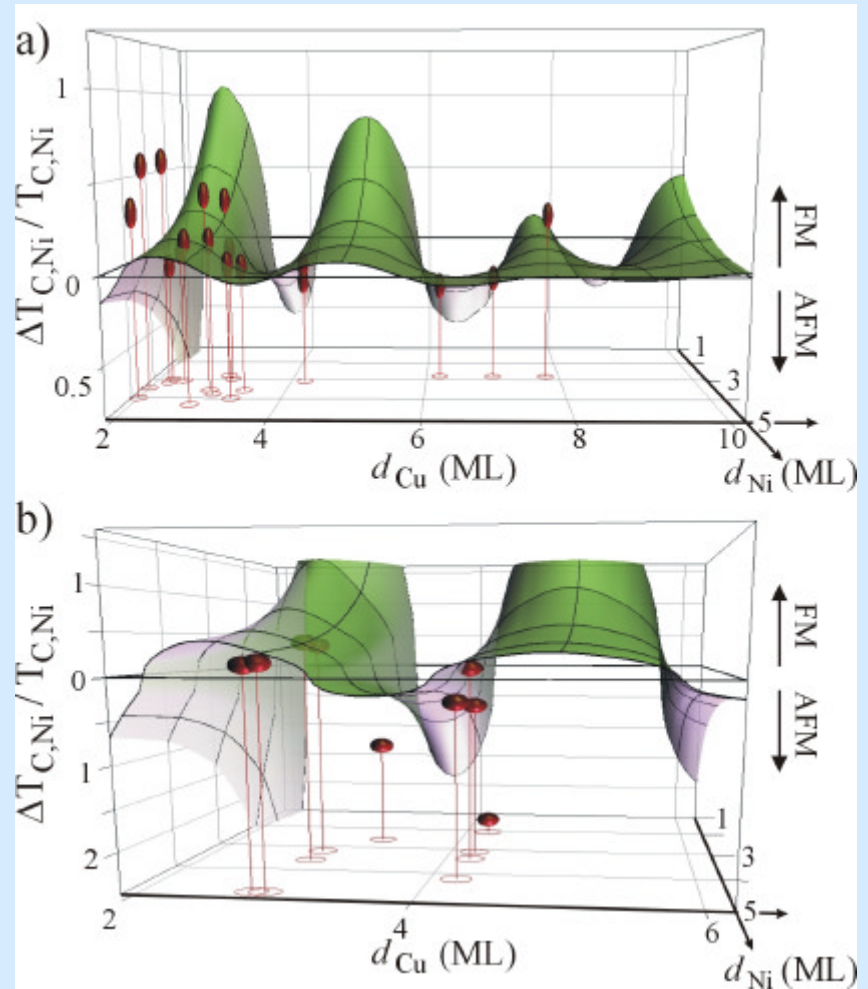 a)
1
0
0.5
ΔT_C,Ni / T_C,Ni
FM
AFM
1
3
5
2 4 6 8 10
d_Cu (ML)
d_Ni (ML)
b)
1
0
1
2
ΔT_C,Ni / T_C,Ni
FM
AFM
1
3
5
2 4 6
d_Cu (ML)
d_Ni (ML)